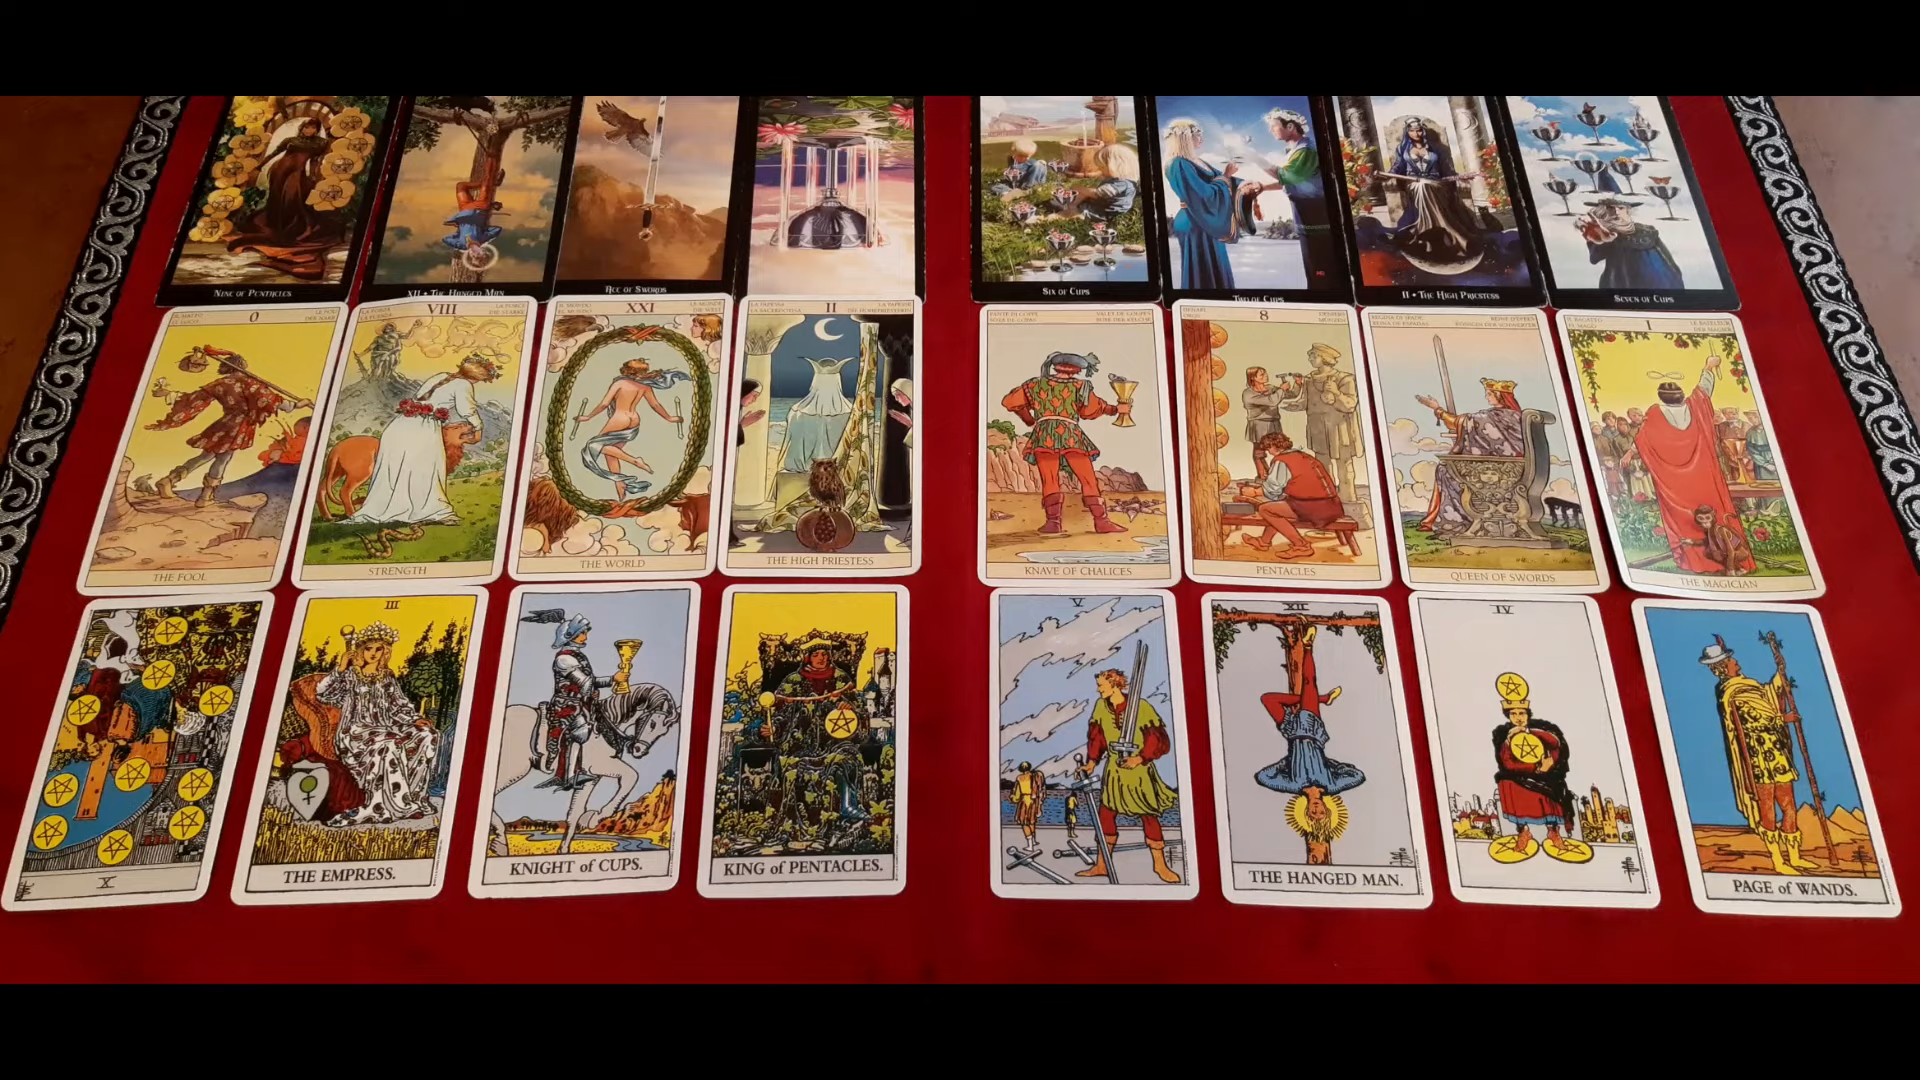 NINE OF PENTACLES
XII • THE HANGED MAN
ACE OF SWORDS
SIX OF CUPS
TWO OF CUPS
II • THE HIGH PRIESTESS
SEVEN OF CUPS
0
THE FOOL
VIII
STRENGTH
XXI
THE WORLD
II
THE HIGH PRIESTESS
KNAVE OF CHALICES
8
PENTACLES
QUEEN OF SWORDS
I
THE MAGICIAN
X
III
THE EMPRESS.
KNIGHT of CUPS.
KING of PENTACLES.
V
XII
THE HANGED MAN.
IV
PAGE of WANDS.